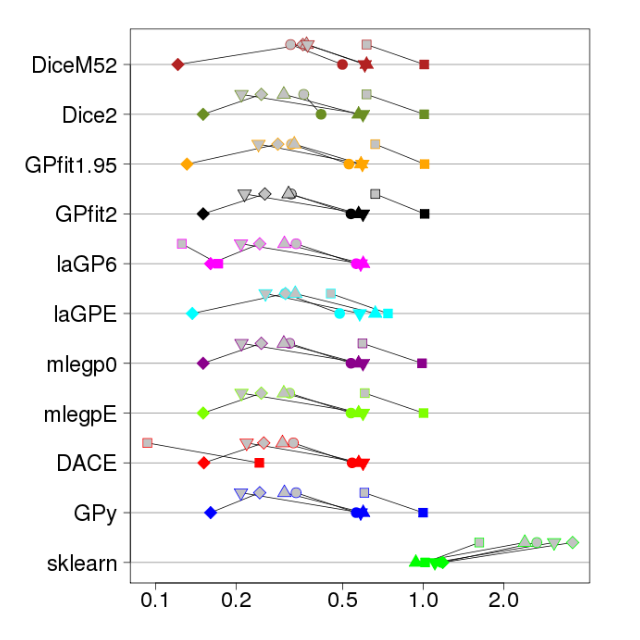 DiceM52
Dice2
GPfit1.95
GPfit2
laGP6
laGPE
mlegp0
mlegpE
DACE
GPy
sklearn
0.1 0.2 0.5 1.0 2.0